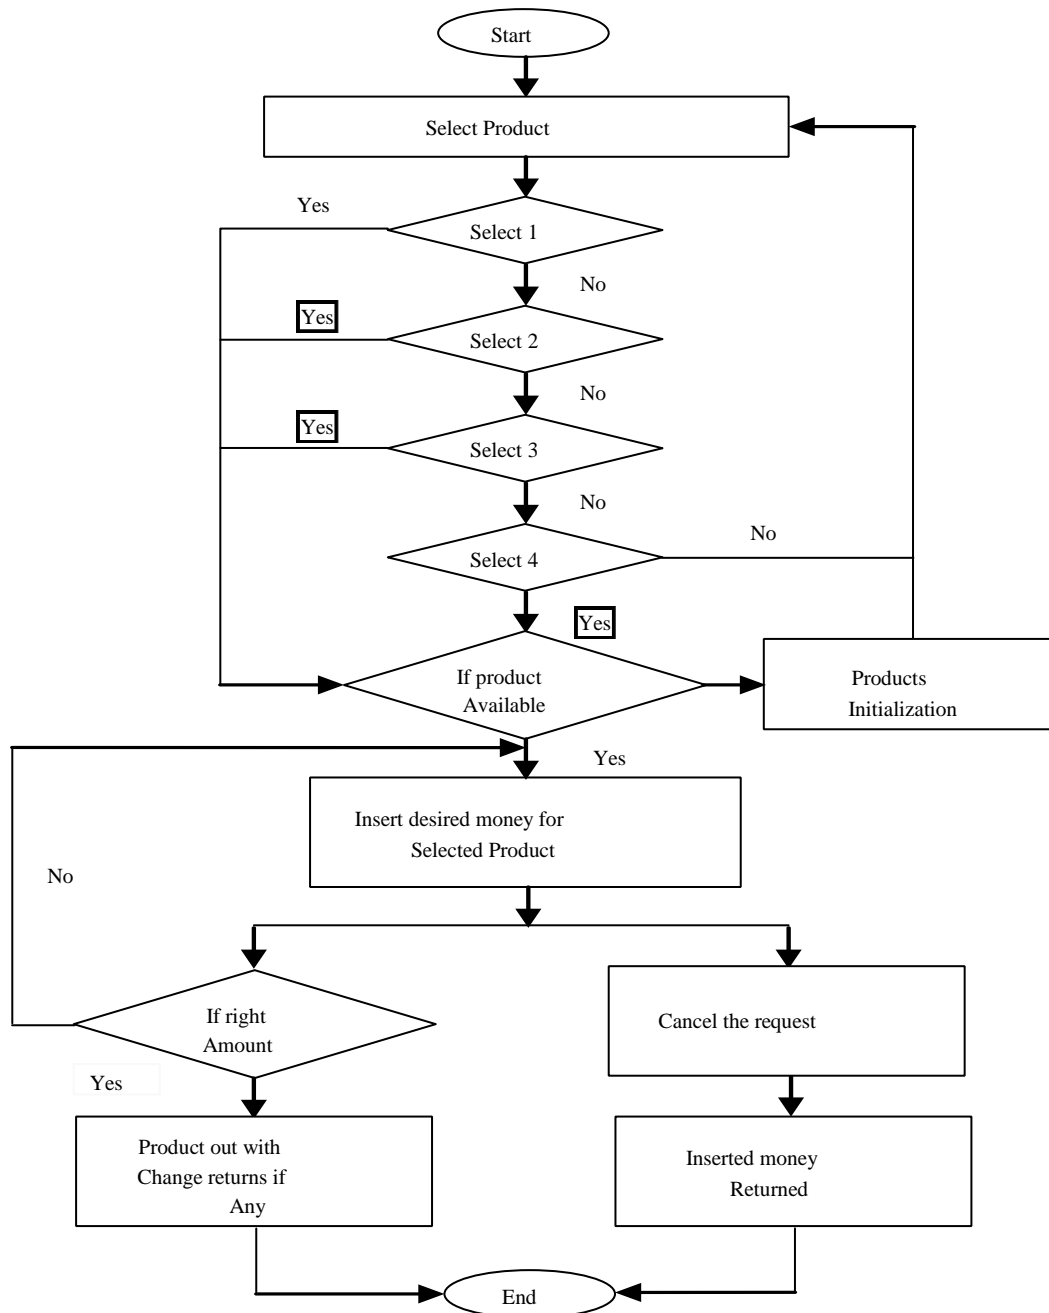 Start
Select Product
Yes
Select 1
No
Yes
Select 2
No
Yes
Select 3
No
No
Select 4
Yes
If product
Available
Products
Initialization
Yes
Insert desired money for
Selected Product
No
If right
Amount
Cancel the request
Yes
Product out with
Change returns if
Any
Inserted money
Returned
End